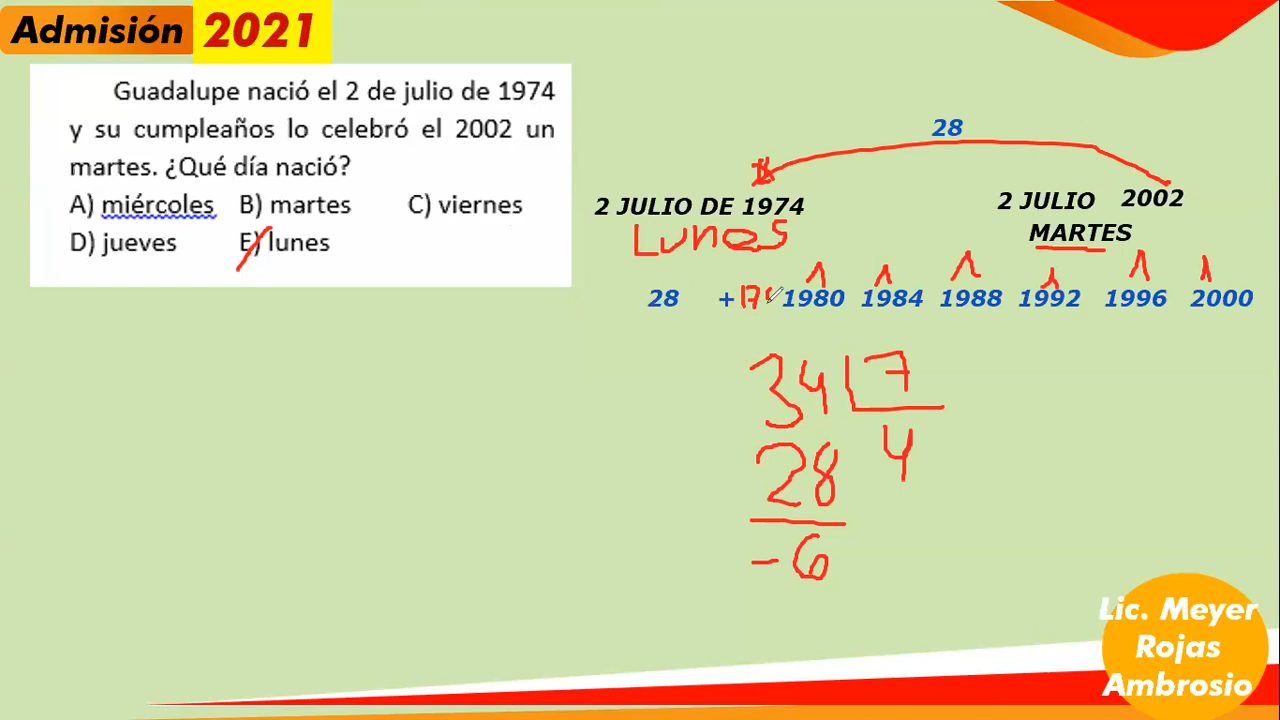 Admisión 2021
Guadalupe nació el 2 de julio de 1974
y su cumpleaños lo celebró el 2002 un
martes. ¿Qué día nació?
A) miércoles B) martes C) viernes
D) jueves E) lunes
28
2 JULIO DE 1974 2 JULIO 2002
LUNES MARTES
1 1 1 1 1 1
28 + 17 1980 1984 1988 1992 1996 2000
34 7
28 4
-6
Lic. Meyer
Rojas
Ambrosio